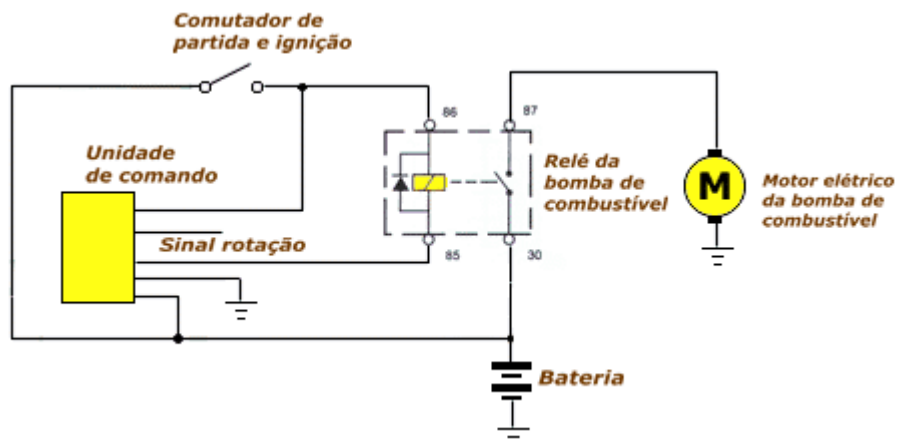 Comutador de
partida e ignição
86
87
Unidade
de comando
Relé da
bomba de
combustível
M
Motor elétrico
da bomba de
combustível
Sinal rotação
85
30
Bateria